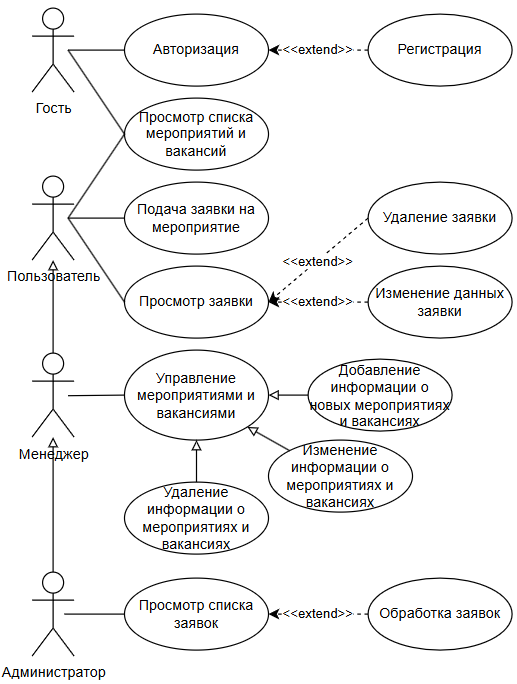 Авторизация
<<extend>>
Регистрация
Гость
Просмотр списка
мероприятий и
вакансий
Подача заявки на
мероприятие
Удаление заявки
<<extend>>
Пользователь
Просмотр заявки
<<extend>>
Изменение данных
заявки
Управление
мероприятиями и
вакансиями
Добавление
информации о
новых мероприятиях
и вакансиях
Менеджер
Изменение
информации о
мероприятиях и
вакансиях
Удаление
информации о
мероприятиях и
вакансиях
Просмотр списка
заявок
<<extend>>
Обработка заявок
Администратор